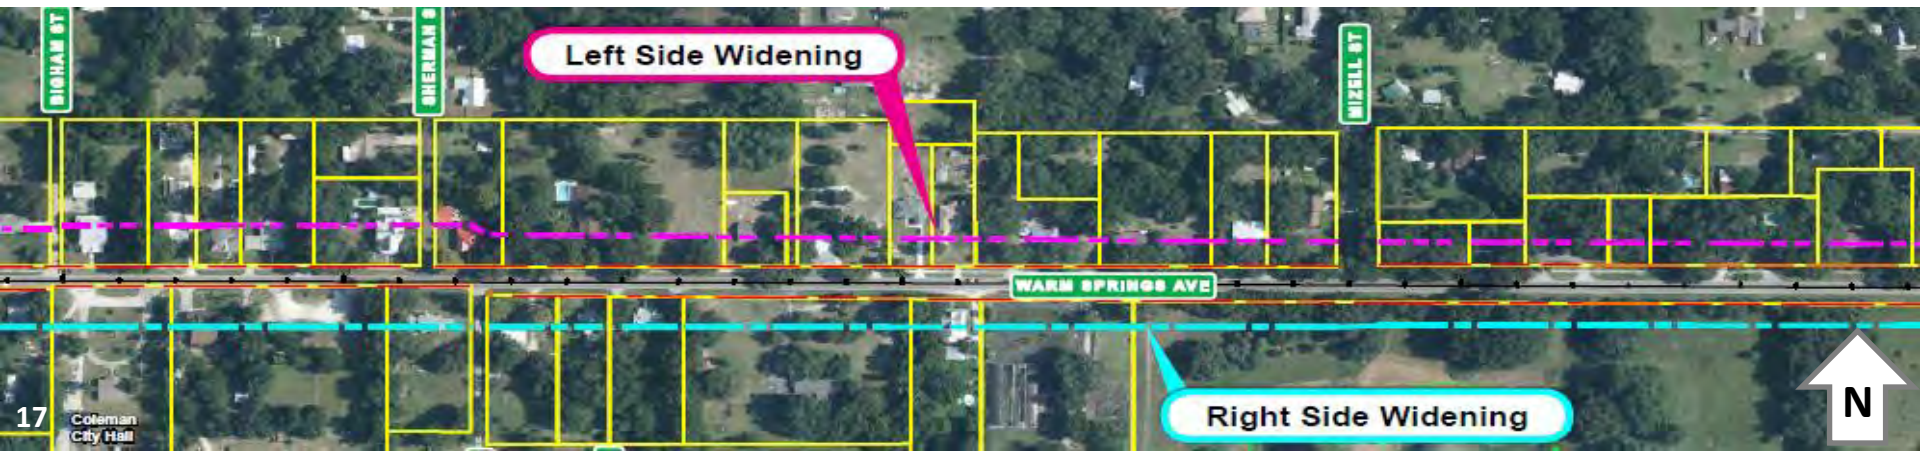 BIGHAM ST
SHERMAN S
Left Side Widening
MIZELL ST
WARM SPRINGS AVE
Right Side Widening
17
Coleman
City Hall
N